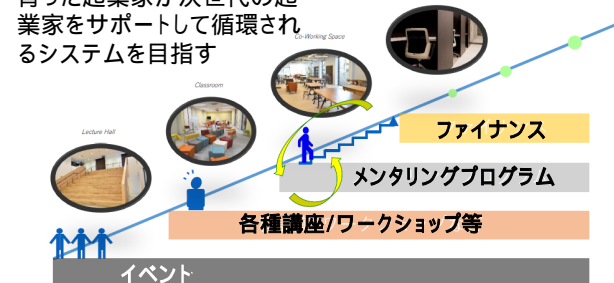 育った起業家が次世代の起
業家をサポートして循環され
るシステムを目指す
Co-Working Space
Classroom
Lecture Hall
ファイナンス
メンタリングプログラム
各種講座/ワークショップ等
イベント